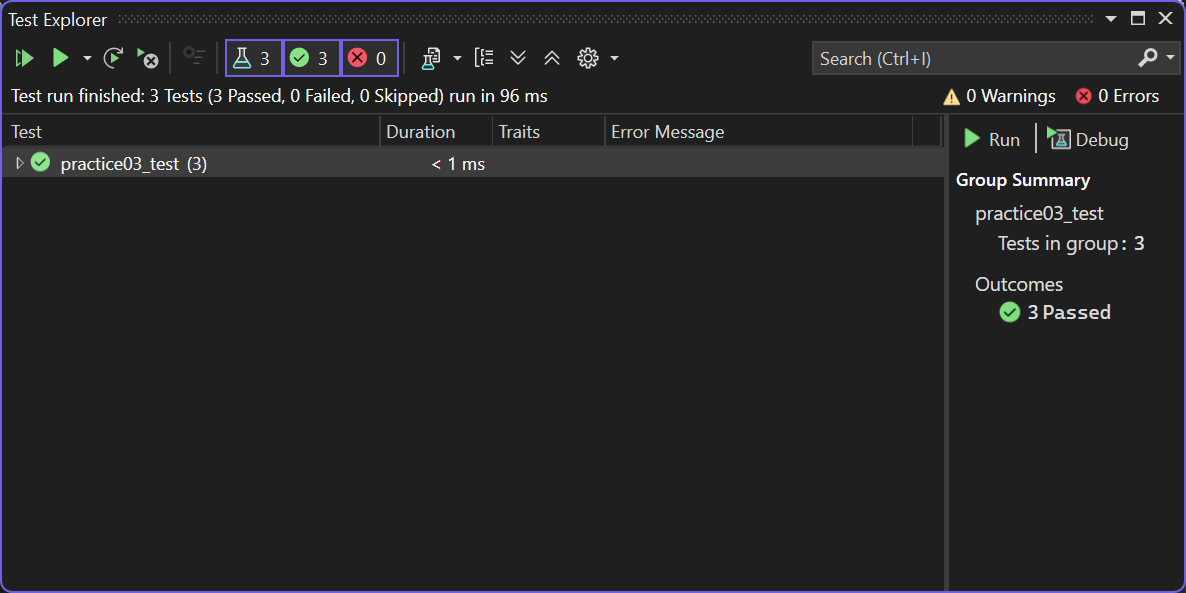 Test Explorer
3 3 0
Search (Ctrl+I)
Test run finished: 3 Tests (3 Passed, 0 Failed, 0 Skipped) run in 96 ms
0 Warnings 0 Errors
Test Duration Traits Error Message
practice03_test (3) < 1 ms
Run Debug
Group Summary
practice03_test
Tests in group: 3
Outcomes
3 Passed